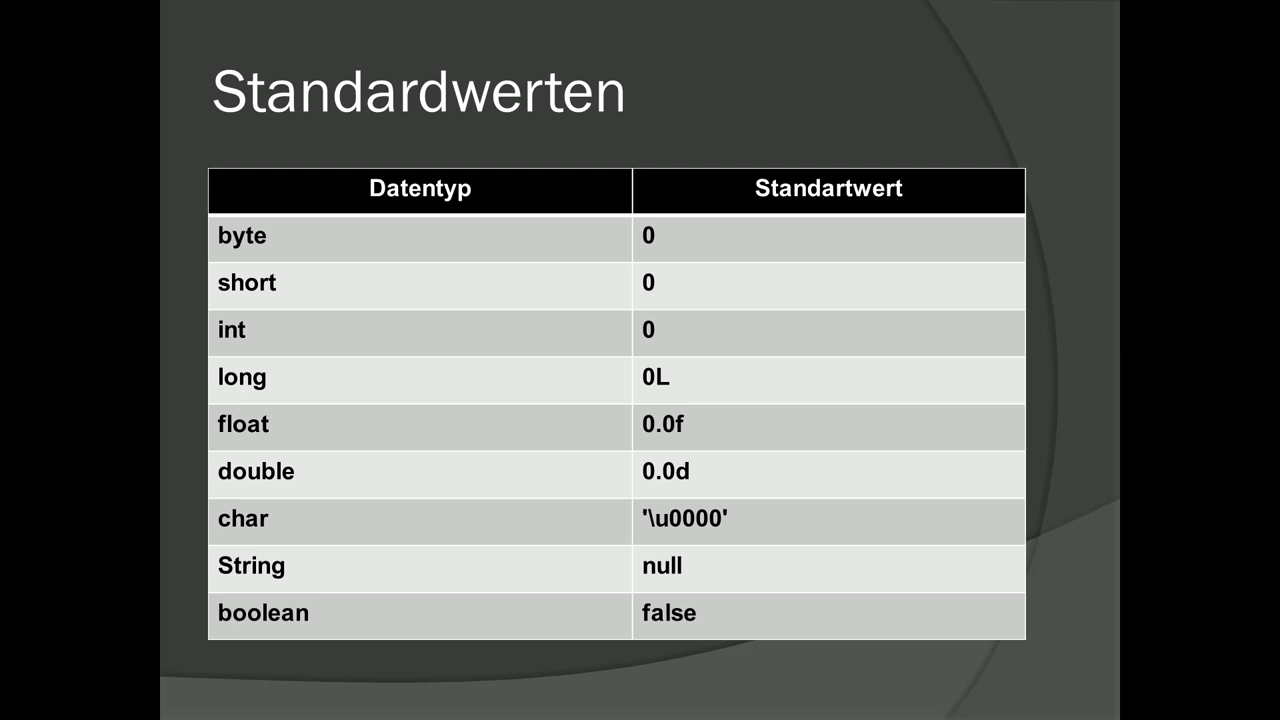 Standardwerten
Datentyp Standartwert
byte 0
short 0
int 0
long 0L
float 0.0f
double 0.0d
char '\u0000'
String null
boolean false